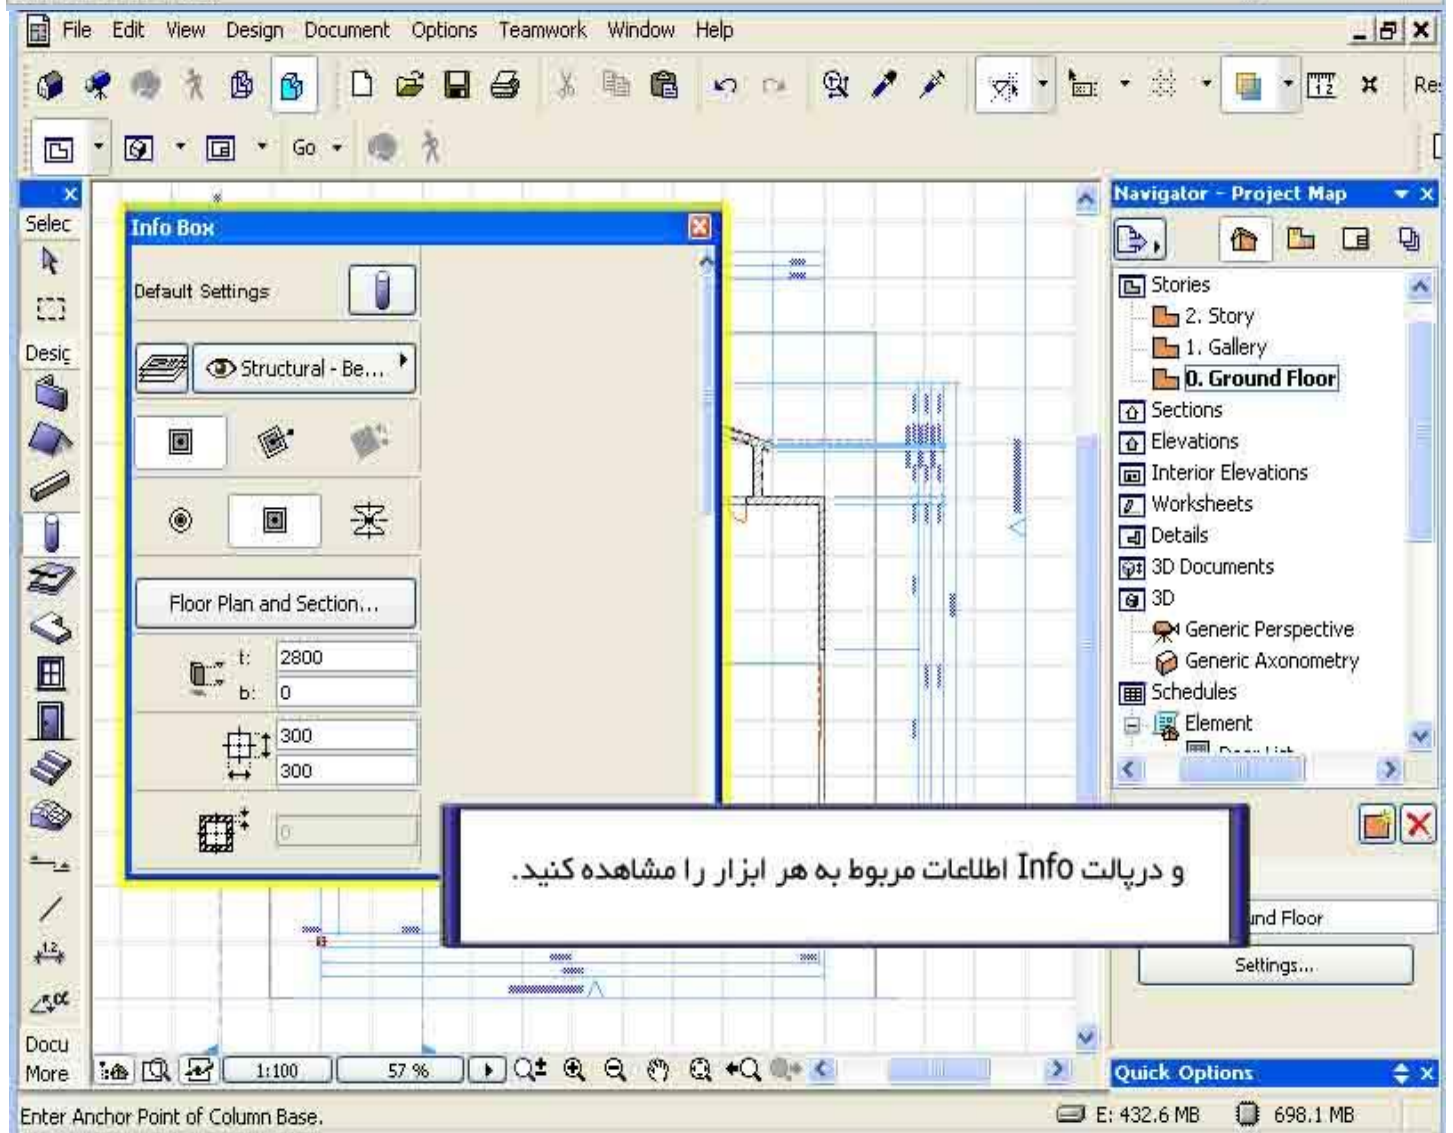 File Edit View Design Document Options Teamwork Window Help
Re
Go
Selec
Desig
Docu
More
Info Box
Default Settings
Structural - Be...
Floor Plan and Section...
t: 2800
b: 0
300
300
0
و درپالت Info اطلاعات مربوط به هر ابزار را مشاهده کنید.
Navigator - Project Map
Stories
2. Story
1. Gallery
0. Ground Floor
Sections
Elevations
Interior Elevations
Worksheets
Details
3D Documents
3D
Generic Perspective
Generic Axonometry
Schedules
Element
und Floor
Settings...
Quick Options
1:100 57 %
Enter Anchor Point of Column Base.
E: 432.6 MB 698.1 MB